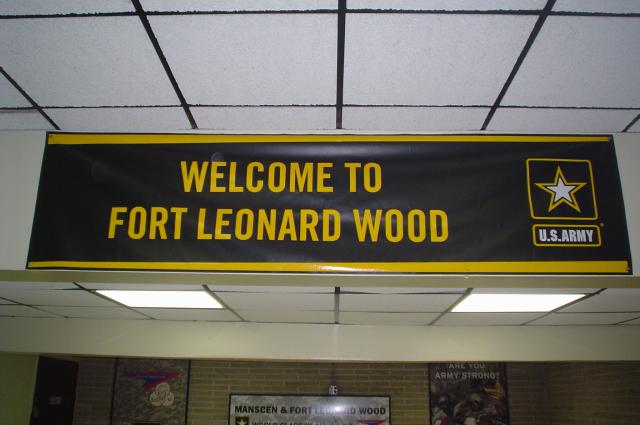 WELCOME TO
FORT LEONARD WOOD
U.S.ARMY
ARE YOU
ARMY STRONG?
MANSCEN & FORT LEONARD WOOD